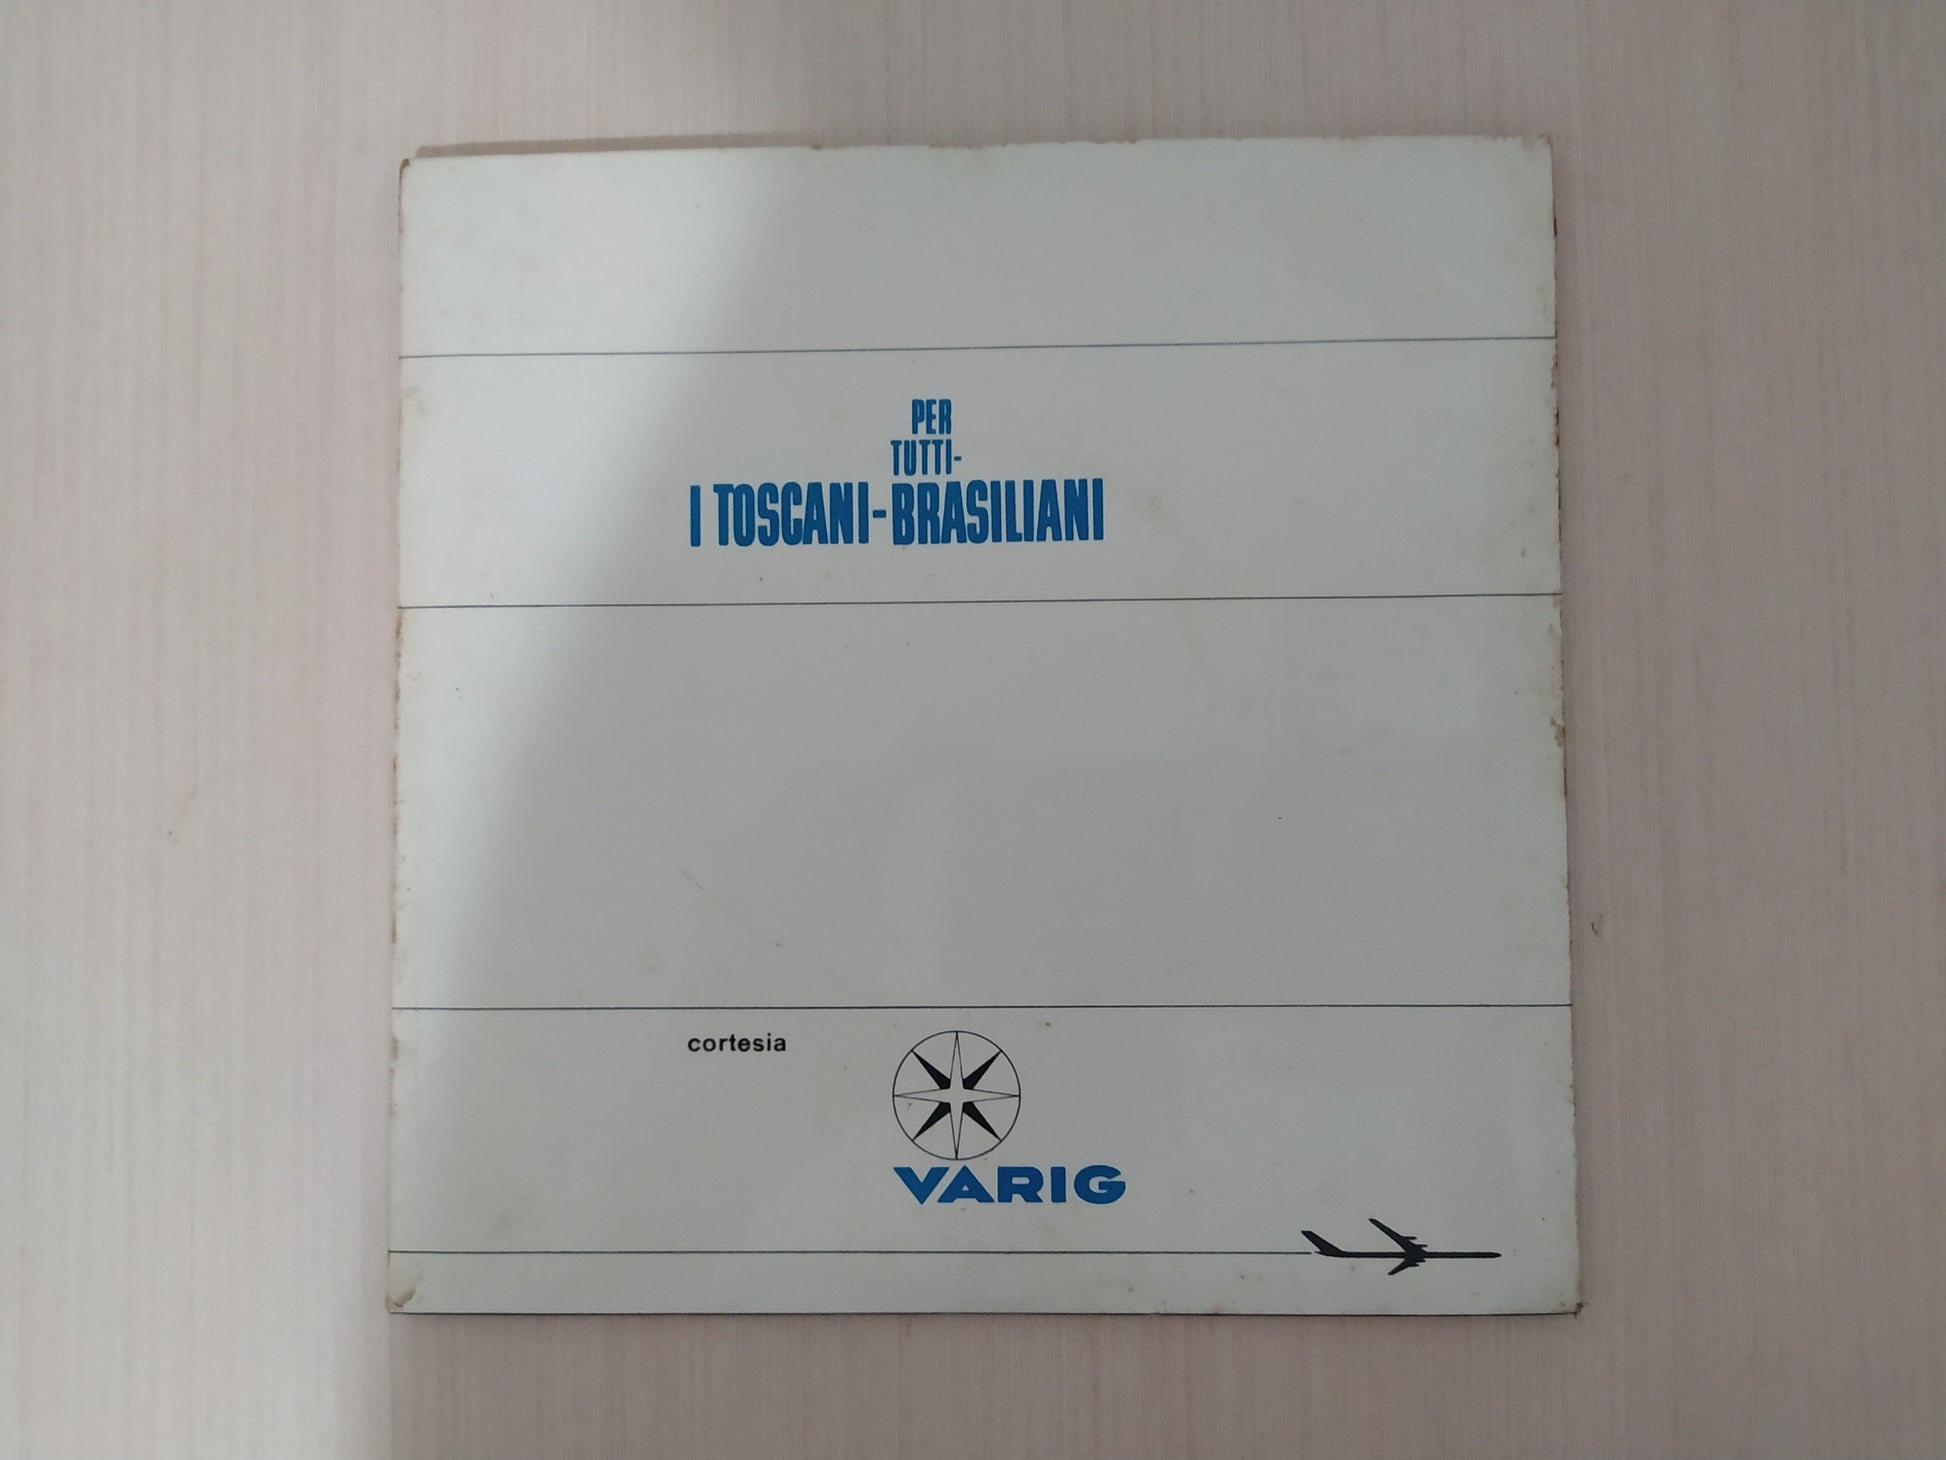 PER
TUTTI-
I TOSCANI-BRASILIANI
cortesia
VARIG